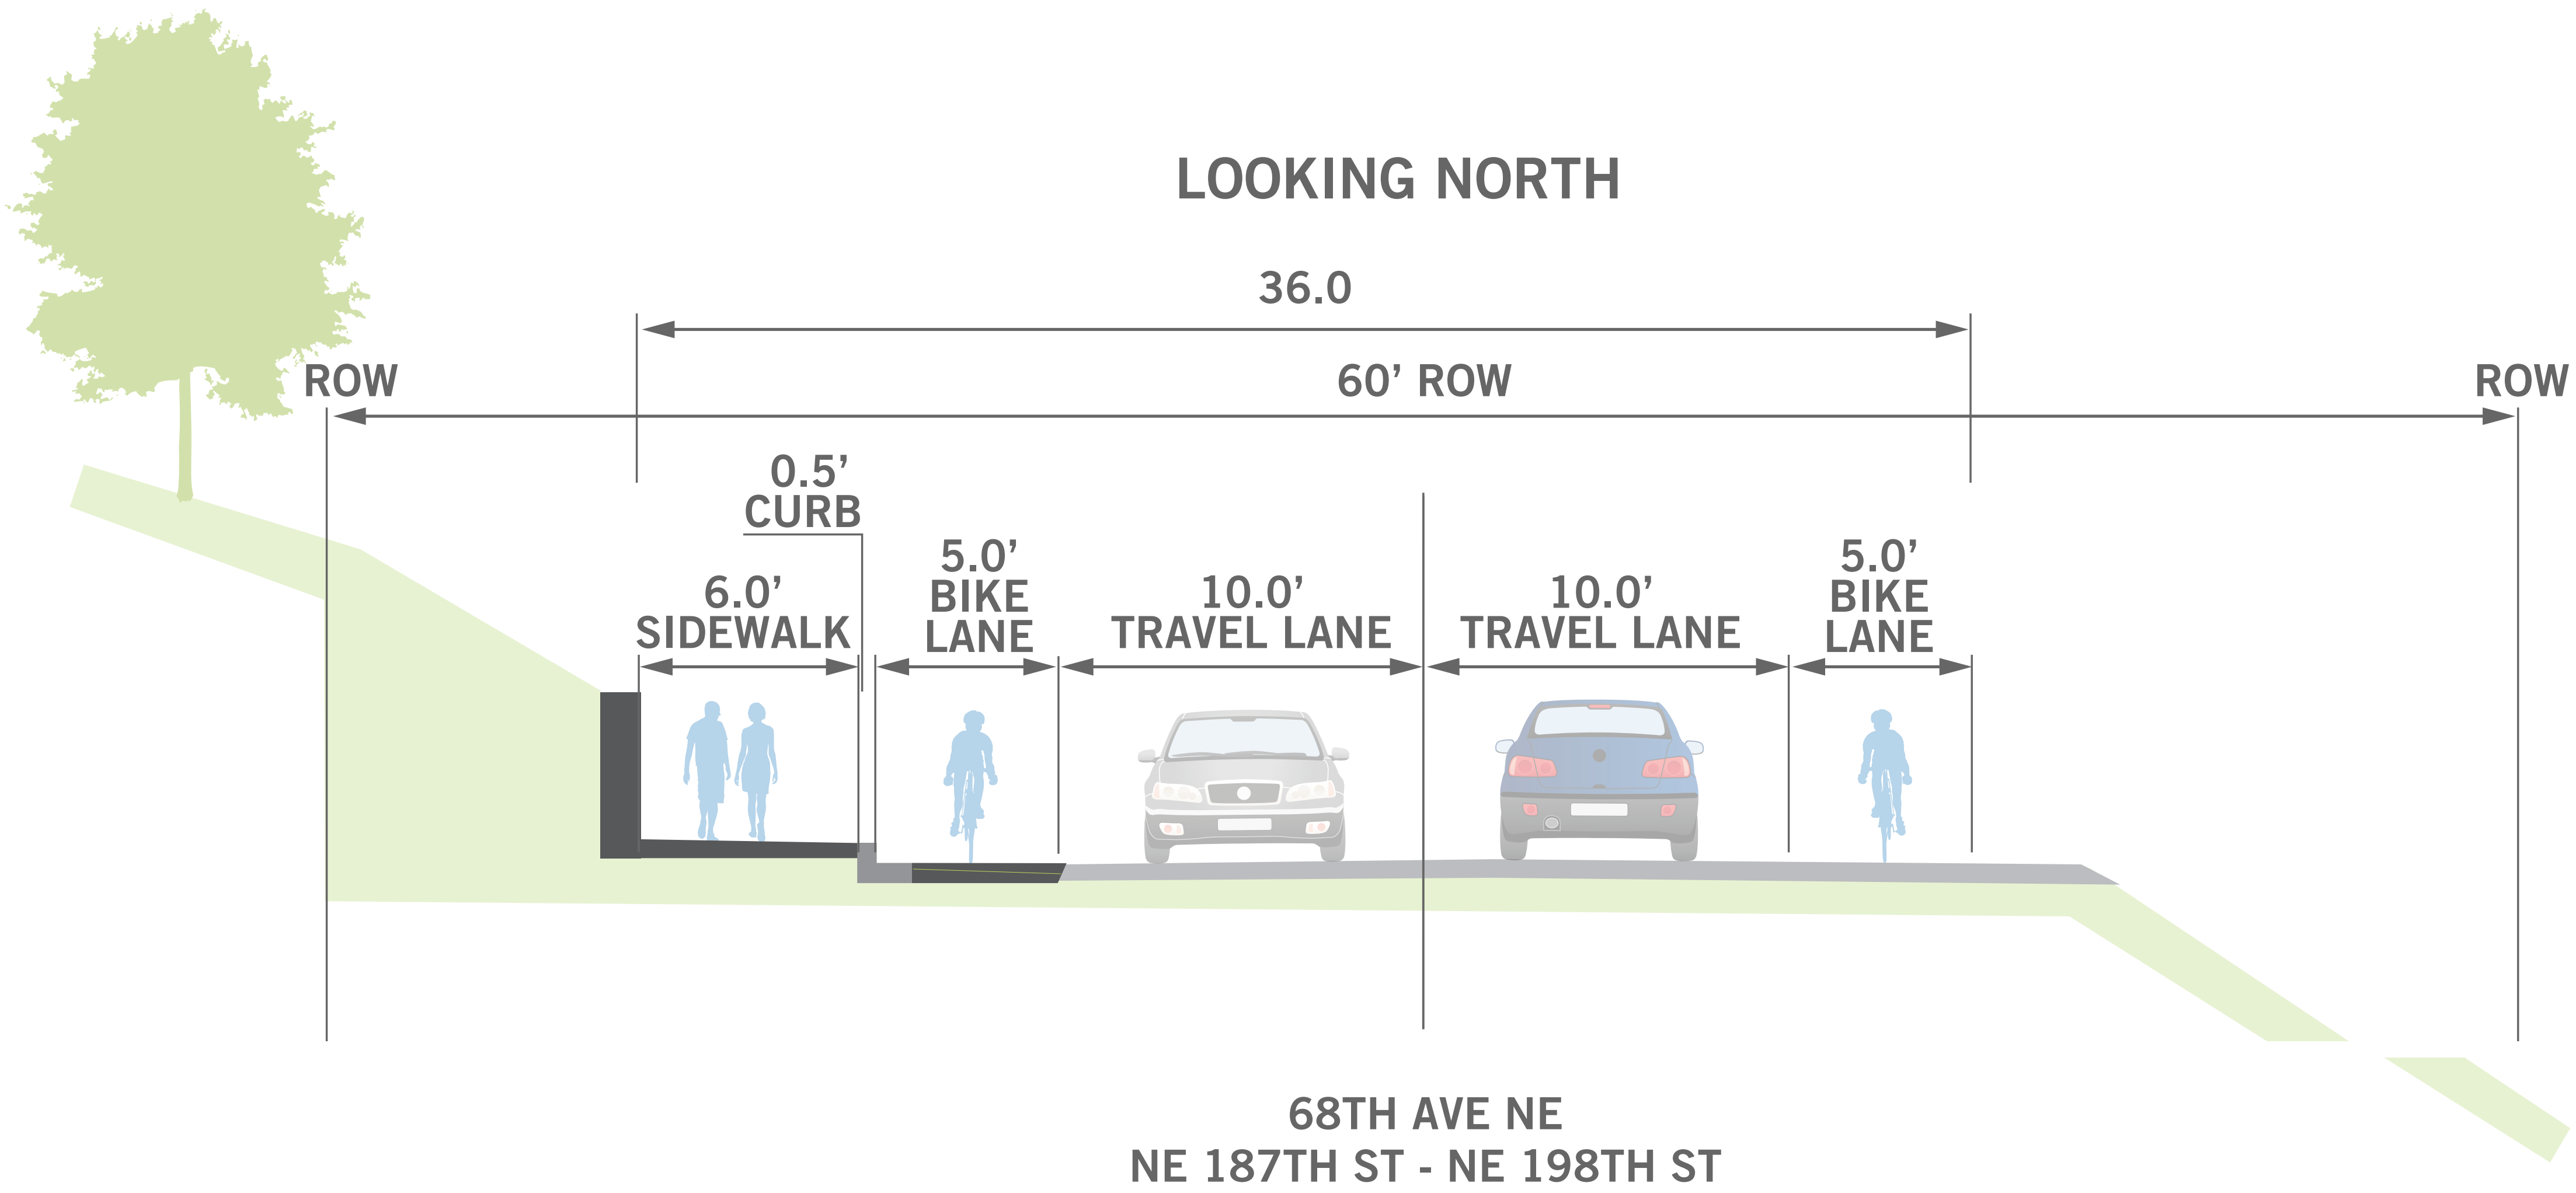 LOOKING NORTH
36.0
ROW
60’ ROW
ROW
0.5’
CURB
6.0’
SIDEWALK
5.0’
BIKE
LANE
10.0’
TRAVEL LANE
10.0’
TRAVEL LANE
5.0’
BIKE
LANE
68TH AVE NE
NE 187TH ST - NE 198TH ST